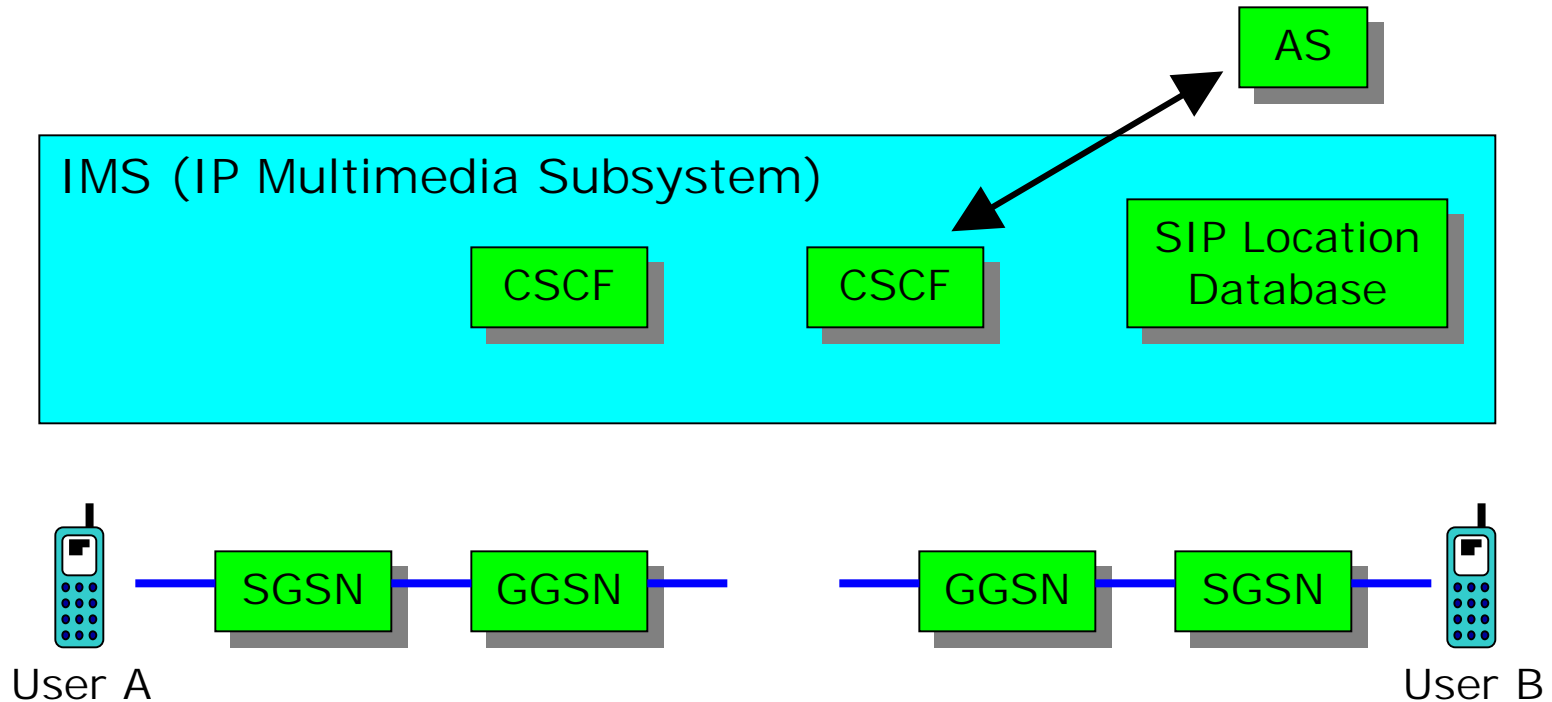 AS
IMS (IP Multimedia Subsystem)
CSCF
CSCF
SIP Location
Database
SGSN
GGSN
GGSN
SGSN
User A
User B